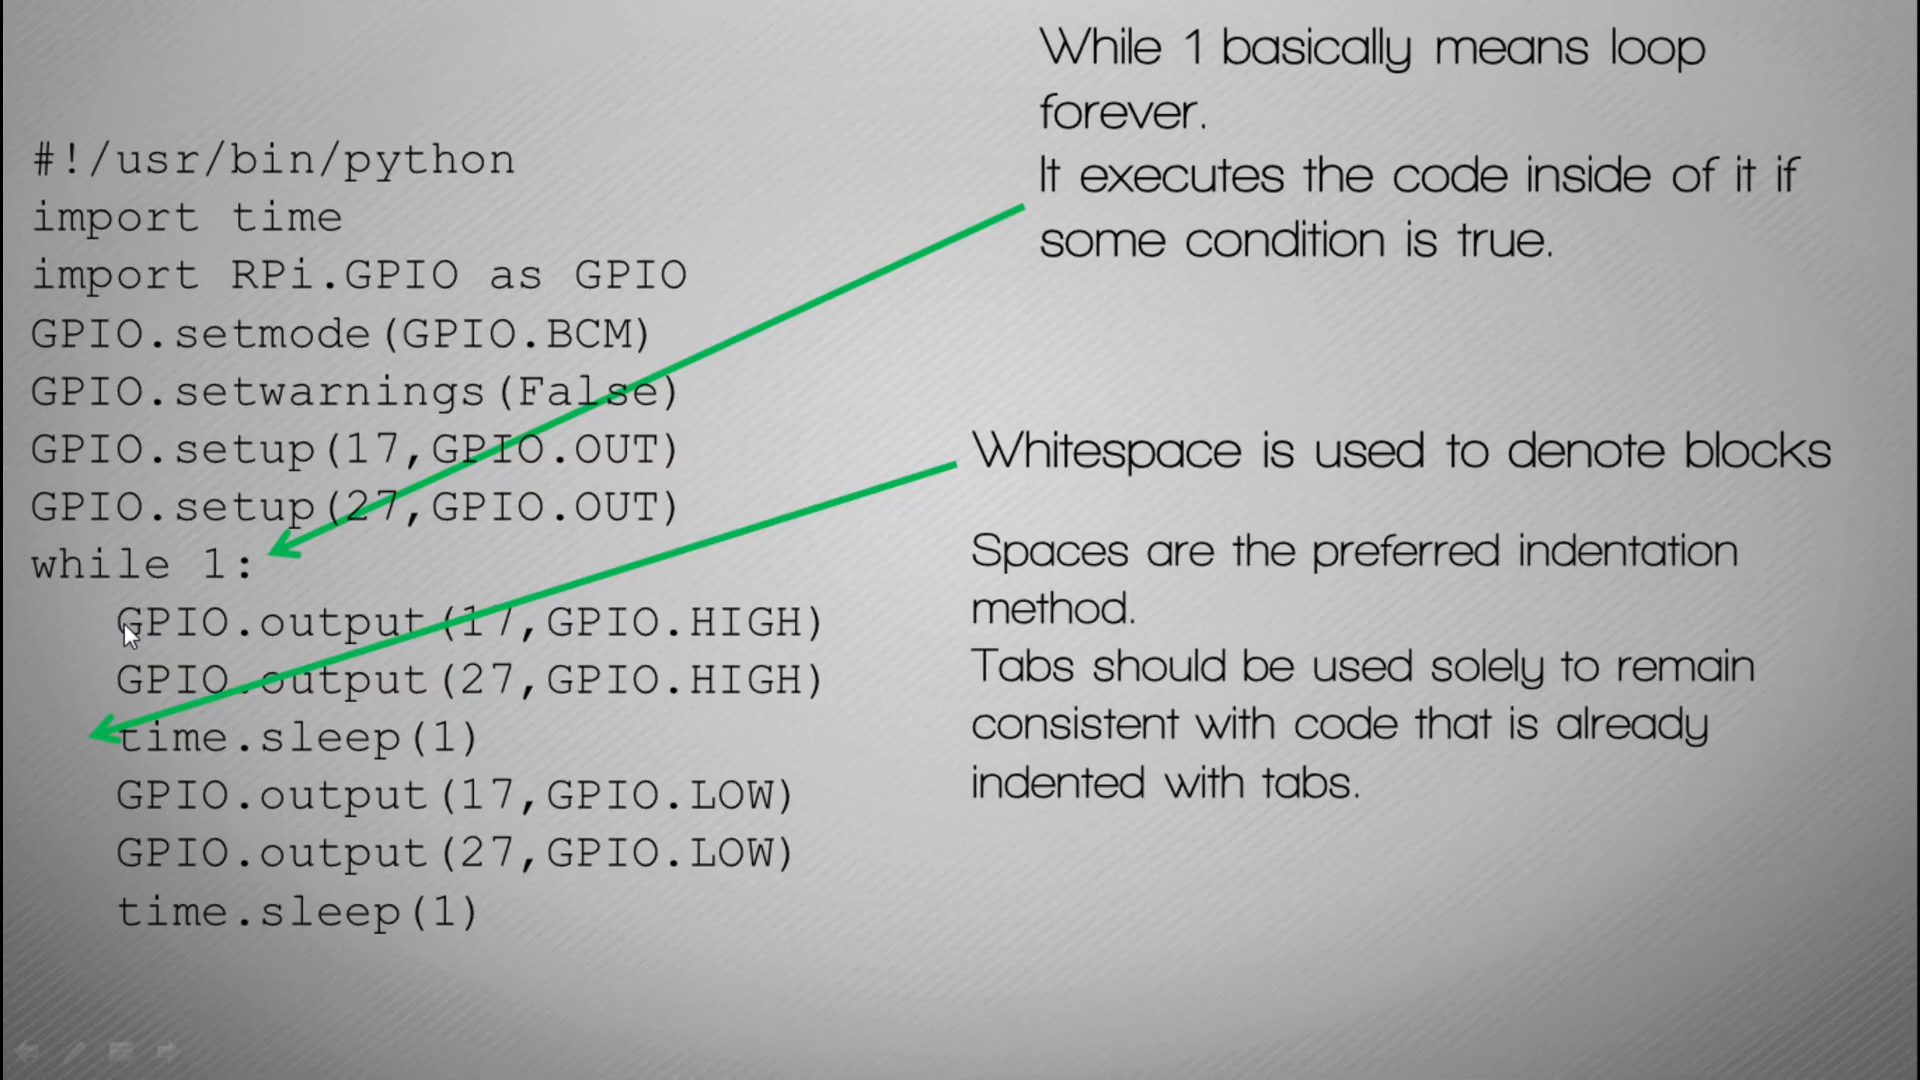 #!/usr/bin/python
import time
import RPi.GPIO as GPIO
GPIO.setmode(GPIO.BCM)
GPIO.setwarnings(False)
GPIO.setup(17,GPIO.OUT)
GPIO.setup(27,GPIO.OUT)
while 1:
   GPIO.output(17,GPIO.HIGH)
   GPIO.output(27,GPIO.HIGH)
   time.sleep(1)
   GPIO.output(17,GPIO.LOW)
   GPIO.output(27,GPIO.LOW)
   time.sleep(1)
While 1 basically means loop
forever.
It executes the code inside of it if
some condition is true.
Whitespace is used to denote blocks
Spaces are the preferred indentation
method.
Tabs should be used solely to remain
consistent with code that is already
indented with tabs.